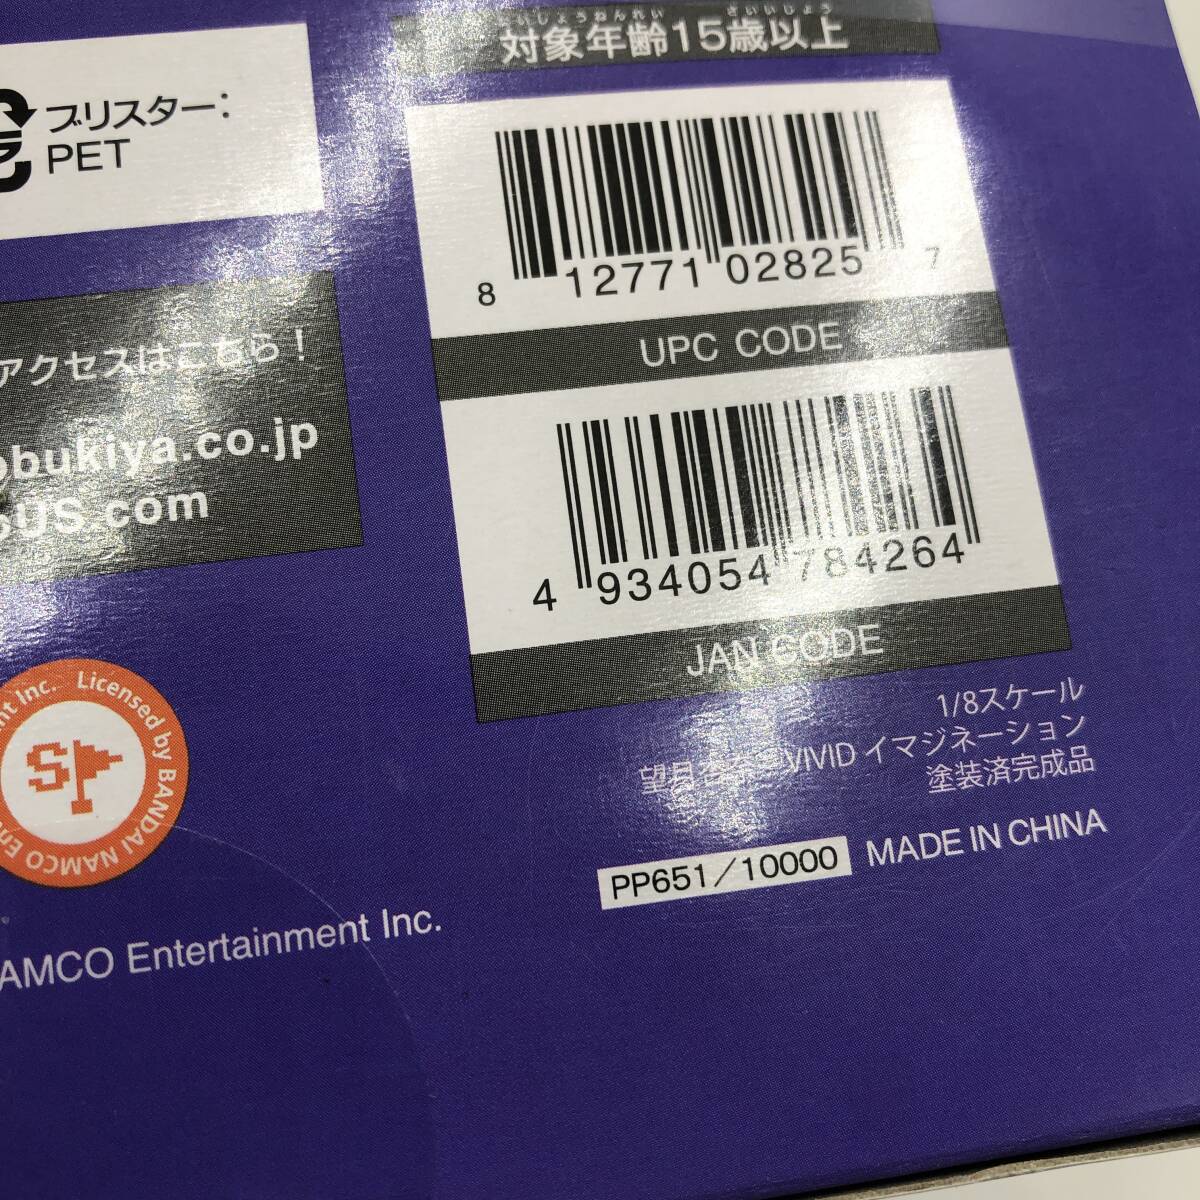 たいしょうねんれい さいいじょう
対象年齢15歳以上
ブリスター：
PET
8 12771 02825 7
UPC CODE
アクセスはこちら！
obukiya.co.jp
US.com
4 934054 784264
JAN CODE
1/8スケール
VIVID イマジネーション
塗装済完成品
PP651／10000 MADE IN CHINA
Licensed by BANDAI NAMCO Ent
nt Inc.
S
AMCO Entertainment Inc.